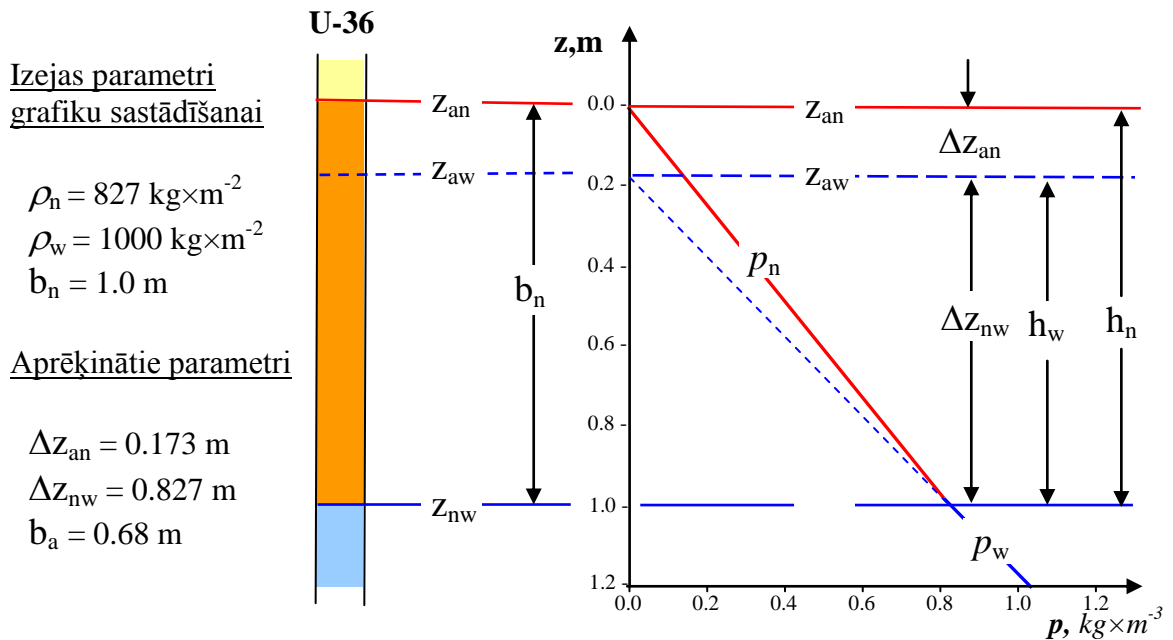 U-36
Izejas parametri
grafiku sastādīšanai
ρn = 827 kg×m-2
ρw = 1000 kg×m-2
bn = 1.0 m
Aprēķinātie parametri
Δzan = 0.173 m
Δznw = 0.827 m
ba = 0.68 m
zan
zaw
bn
znw
z,m
0.0
0.2
0.4
0.6
0.8
1.0
1.2
zan
Δzan
zaw
pn
Δznw
hw
hn
pw
0.0 0.2 0.4 0.6 0.8 1.0 1.2
p, kg×m-3